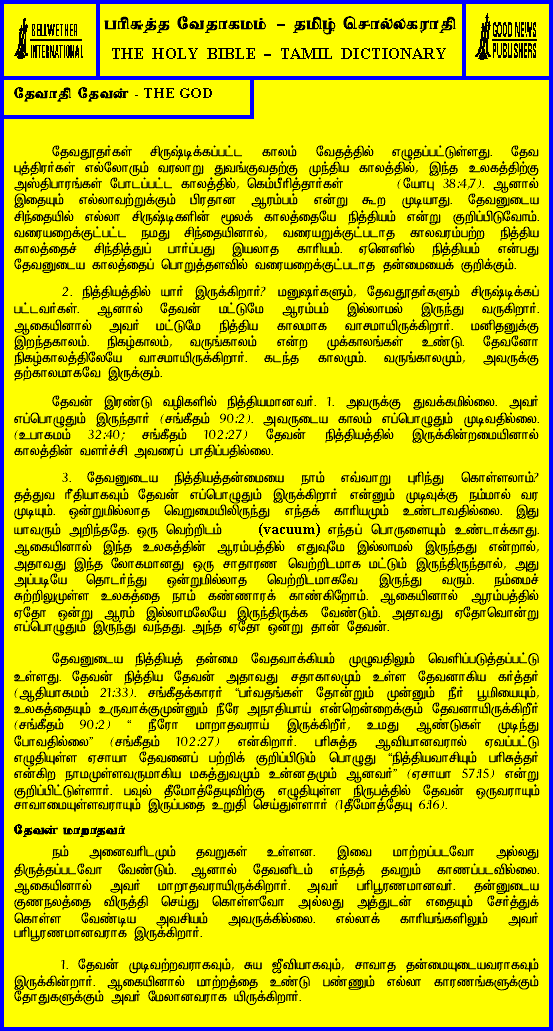 BELLWETHER
INTERNATIONAL
பரிசுத்த வேதாகமம் – தமிழ் சொல்லகராதி
THE HOLY BIBLE – TAMIL DICTIONARY
GOOD NEWS
PUBLISHERS
தேவாதி தேவன் - THE GOD
தேவதூதர்கள் சிருஷ்டிக்கப்பட்ட காலம் வேதத்தில் எழுதப்பட்டுள்ளது. தேவ
புத்திரர்கள் எல்லோரும் வரலாறு துவங்குவதற்கு முந்திய காலத்தில், இந்த உலகத்திற்கு
அஸ்திபாரங்கள் போடப்பட்ட காலத்தில், கெம்பீரித்தார்கள் (யோபு 38:4,7). ஆனால்
இதையும் எல்லாவற்றுக்கும் பிரதான ஆரம்பம் என்று கூற முடியாது. தேவனுடைய
சிந்தையில் எல்லா சிருஷ்டிகளின் மூலக் காலத்தையே நித்தியம் என்று குறிப்பிடுவோம்.
வரையறைக்குட்பட்ட நமது சிந்தையினால், வரையறுக்குட்படாத காலவரம்பற்ற நித்திய
காலத்தைச் சிந்தித்துப் பார்ப்பது இயலாத காரியம். ஏனெனில் நித்தியம் என்பது
தேவனுடைய காலத்தைப் பொறுத்தளவில் வரையறைக்குட்படாத தன்மையைக் குறிக்கும்.
2. நித்தியத்தில் யார் இருக்கிறார்? மனுஷர்களும், தேவதூதர்களும் சிருஷ்டிக்கப்
பட்டவர்கள். ஆனால் தேவன் மட்டுமே ஆரம்பம் இல்லாமல் இருந்து வருகிறார்.
ஆகையினால் அவர் மட்டுமே நித்திய காலமாக வாசமாயிருக்கிறார். மனிதனுக்கு
இறந்தகாலம். நிகழ்காலம், வருங்காலம் என்ற முக்காலங்கள் உண்டு. தேவனோ
நிகழ்காலத்திலேயே வாசமாயிருக்கிறார். கடந்த காலமும். வருங்காலமும், அவருக்கு
தற்காலமாகவே இருக்கும்.
தேவன் இரண்டு வழிகளில் நித்தியமானவர். 1. அவருக்கு துவக்கமில்லை. அவர்
எப்பொழுதும் இருந்தார் (சங்கீதம் 90:2). அவருடைய காலம் எப்பொழுதும் முடிவதில்லை.
(உபாகமம் 32:40; சங்கீதம் 102:27) தேவன் நித்தியத்தில் இருக்கின்றமையினால்
காலத்தின் வளர்ச்சி அவரைப் பாதிப்பதில்லை.
3. தேவனுடைய நித்தியத்தன்மையை நாம் எவ்வாறு புரிந்து கொள்ளலாம்?
தத்துவ ரீதியாகவும் தேவன் எப்பொழுதும் இருக்கிறார் என்னும் முடிவுக்கு நம்மால் வர
முடியும். ஒன்றுமில்லாத வெறுமையிலிருந்து எந்தக் காரியமும் உண்டாவதில்லை. இது
யாவரும் அறிந்ததே. ஒரு வெற்றிடம் (vacuum) எந்தப் பொருளையும் உண்டாக்காது.
ஆகையினால் இந்த உலகத்தின் ஆரம்பத்தில் எதுவுமே இல்லாமல் இருந்தது என்றால்,
அதாவது இந்த லோகமானது ஒரு சாதாரண வெற்றிடமாக மட்டும் இருந்திருந்தால், அது
அப்படியே தொடர்ந்து ஒன்றுமில்லாத வெற்றிடமாகவே இருந்து வரும். நம்மைச்
சுற்றிலுமுள்ள உலகத்தை நாம் கண்ணாரக் காண்கிறோம். ஆகையினால் ஆரம்பத்தில்
ஏதோ ஒன்று ஆரம் இல்லாமலேயே இருந்திருக்க வேண்டும். அதாவது ஏதோவொன்று
எப்பொழுதும் இருந்து வந்தது. அந்த ஏதோ ஒன்று தான் தேவன்.
தேவனுடைய நித்தியத் தன்மை வேதவாக்கியம் முழுவதிலும் வெளிப்படுத்தப்பட்டு
உள்ளது. தேவன் நித்திய தேவன் அதாவது சதாகாலமும் உள்ள தேவனாகிய கர்த்தர்
(ஆதியாகமம் 21:33). சங்கீதக்காரர் “பர்வதங்கள் தோன்றும் முன்னும் நீர் பூமியையும்,
உலகத்தையும் உருவாக்குமுன்னும் நீரே அநாதியாய் என்றென்றைக்கும் தேவனாயிருக்கிறீர்
(சங்கீதம் 90:2) “ நீரோ மாறாதவராய் இருக்கிறீர், உமது ஆண்டுகள் முடிந்து
போவதில்லை” (சங்கீதம் 102:27) என்கிறார். பரிசுத்த ஆவியானவரால் ஏவப்பட்டு
எழுதியுள்ள ஏசாயா தேவனைப் பற்றிக் குறிப்பிடும் பொழுது “நித்தியவாசியும் பரிசுத்தர்
என்கிற நாமமுள்ளவருமாகிய மகத்துவமும் உன்னதமும் ஆனவர்” (ஏசாயா 57:15) என்று
குறிப்பிட்டுள்ளார். பவுல் தீமோத்தேயுவிற்கு எழுதியுள்ள நிருபத்தில் தேவன் ஒருவராயும்
சாவாமையுள்ளவராயும் இருப்பதை உறுதி செய்துள்ளார் (1தீமோத்தேயு 6:16).
தேவன் மாறாதவர்
நம் அனைவரிடமும் தவறுகள் உள்ளன. இவை மாற்றப்படவோ அல்லது
திருத்தப்படவோ வேண்டும். ஆனால் தேவனிடம் எந்தத் தவறும் காணப்படவில்லை.
ஆகையினால் அவர் மாறாதவராயிருக்கிறார். அவர் பரிபூரணமானவர். தன்னுடைய
குணநலத்தை விருத்தி செய்து கொள்ளவோ அல்லது அத்துடன் எதையும் சேர்த்துக்
கொள்ள வேண்டிய அவசியம் அவருக்கில்லை. எல்லாக் காரியங்களிலும் அவர்
பரிபூரணமானவராக இருக்கிறார்.
1. தேவன் முடிவற்றவராகவும், சுய ஜீவியாகவும், சாவாத தன்மையுடையவராகவும்
இருக்கின்றார். ஆகையினால் மாற்றத்தை உண்டு பண்ணும் எல்லா காரணங்களுக்கும்
தோதுகளுக்கும் அவர் மேலானவராக யிருக்கிறார்.